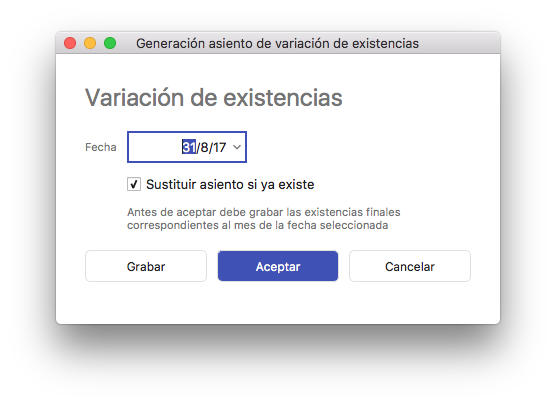 Generación asiento de variación de existencias
Variación de existencias
Fecha 31/8/17
Sustituir asiento si ya existe
Antes de aceptar debe grabar las existencias finales
correspondientes al mes de la fecha seleccionada
Grabar Aceptar Cancelar